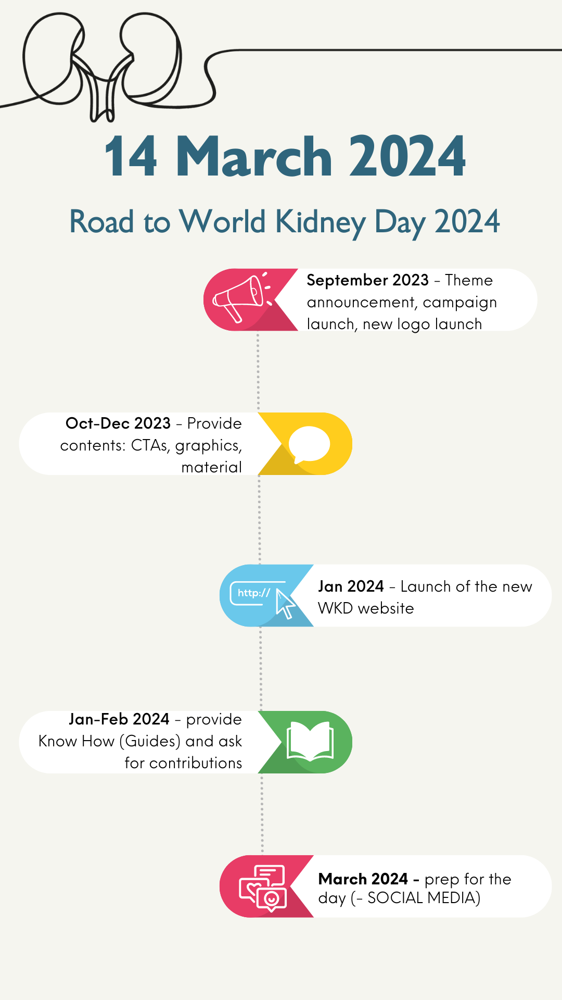 14 March 2024
Road to World Kidney Day 2024
September 2023 - Theme
announcement, campaign
launch, new logo launch
Oct-Dec 2023 - Provide
contents: CTAs, graphics,
material
http://
Jan 2024 - Launch of the new
WKD website
Jan-Feb 2024 - provide
Know How (Guides) and ask
for contributions
March 2024 - prep for the
day (- SOCIAL MEDIA)